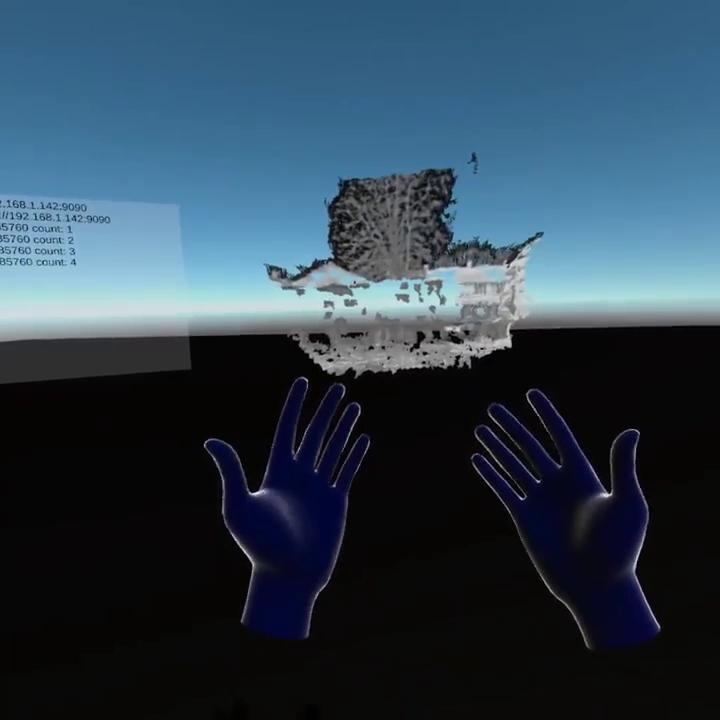 2.168.1.142:9090
//192.168.1.142:9090
85760 count: 1
85760 count: 2
85760 count: 3
85760 count: 4